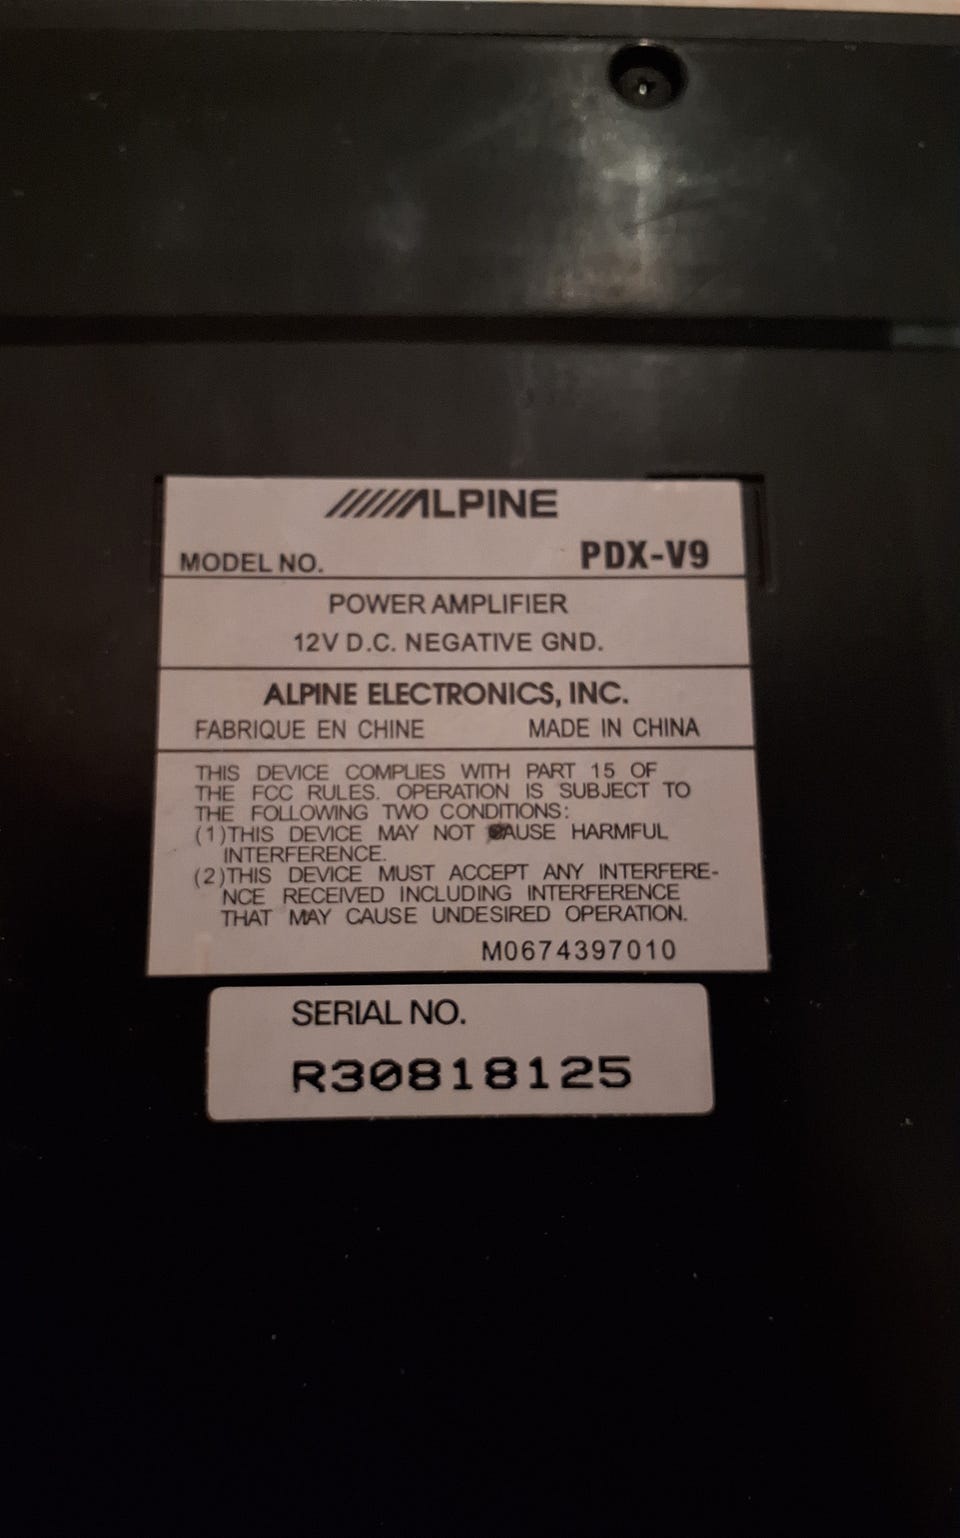 ALPINE
MODEL NO. PDX-V9
POWER AMPLIFIER
12V D.C. NEGATIVE GND.
ALPINE ELECTRONICS, INC.
FABRIQUE EN CHINE MADE IN CHINA
THIS DEVICE COMPLIES WITH PART 15 OF
THE FCC RULES. OPERATION IS SUBJECT TO
THE FOLLOWING TWO CONDITIONS:
(1)THIS DEVICE MAY NOT CAUSE HARMFUL
INTERFERENCE.
(2)THIS DEVICE MUST ACCEPT ANY INTERFERE-
NCE RECEIVED INCLUDING INTERFERENCE
THAT MAY CAUSE UNDESIRED OPERATION.
M0674397010
SERIAL NO.
R30818125